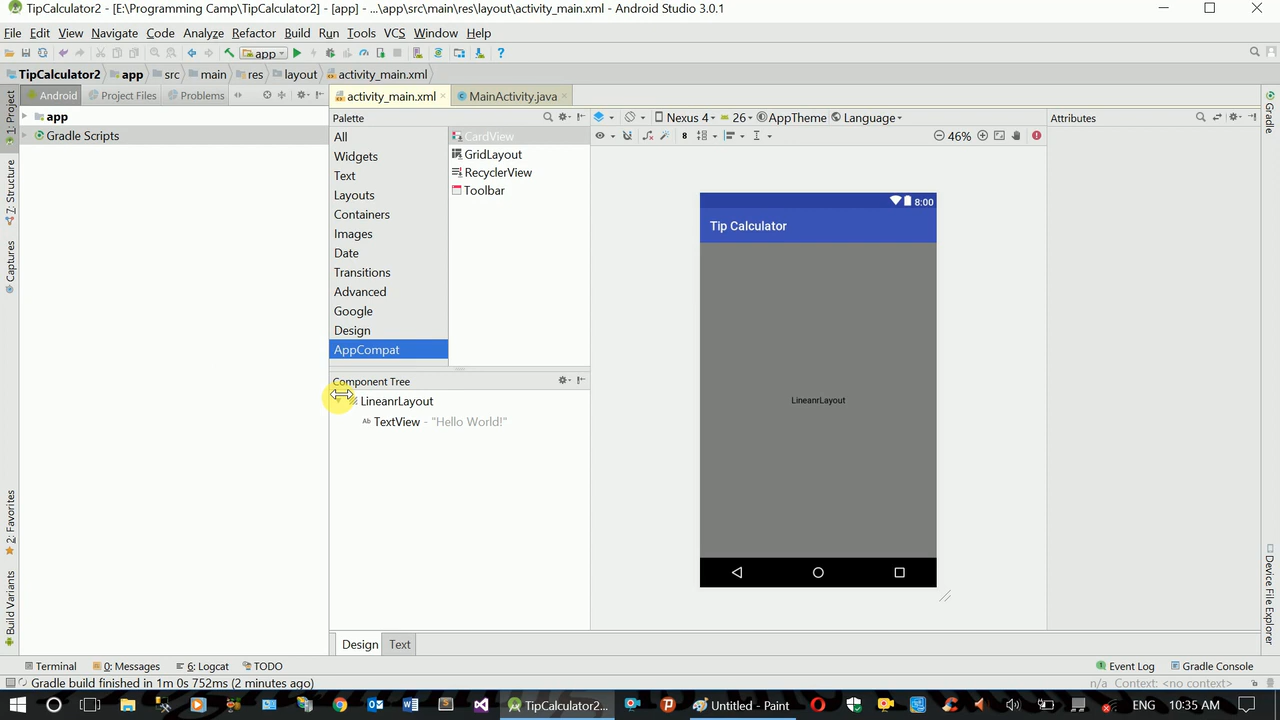 TipCalculator2 - [E:\Programming Camp\TipCalculator2] - [app] - ...\app\src\main\res\layout\activity_main.xml - Android Studio 3.0.1
File Edit View Navigate Code Analyze Refactor Build Run Tools VCS Window Help
app
TipCalculator2 app src main res layout activity_main.xml
1: Project
Android Project Files Problems
activity_main.xml MainActivity.java
Gradle
app
Gradle Scripts
Palette
Nexus 4 26 AppTheme Language
Attributes
8 46%
All
Widgets
Text
Layouts
Containers
Images
Date
Transitions
Advanced
Google
Design
AppCompat
CardView
GridLayout
RecyclerView
Toolbar
7: Structure
Captures
8:00
Tip Calculator
LineanrLayout
Component Tree
LineanrLayout
Ab TextView - "Hello World!"
2: Favorites
Build Variants
Device File Explorer
Design Text
Terminal 0: Messages 6: Logcat TODO
Event Log Gradle Console
Gradle build finished in 1m 0s 752ms (2 minutes ago)
n/a Context: <no context>
TipCalculator2... Untitled - Paint
ENG 10:35 AM